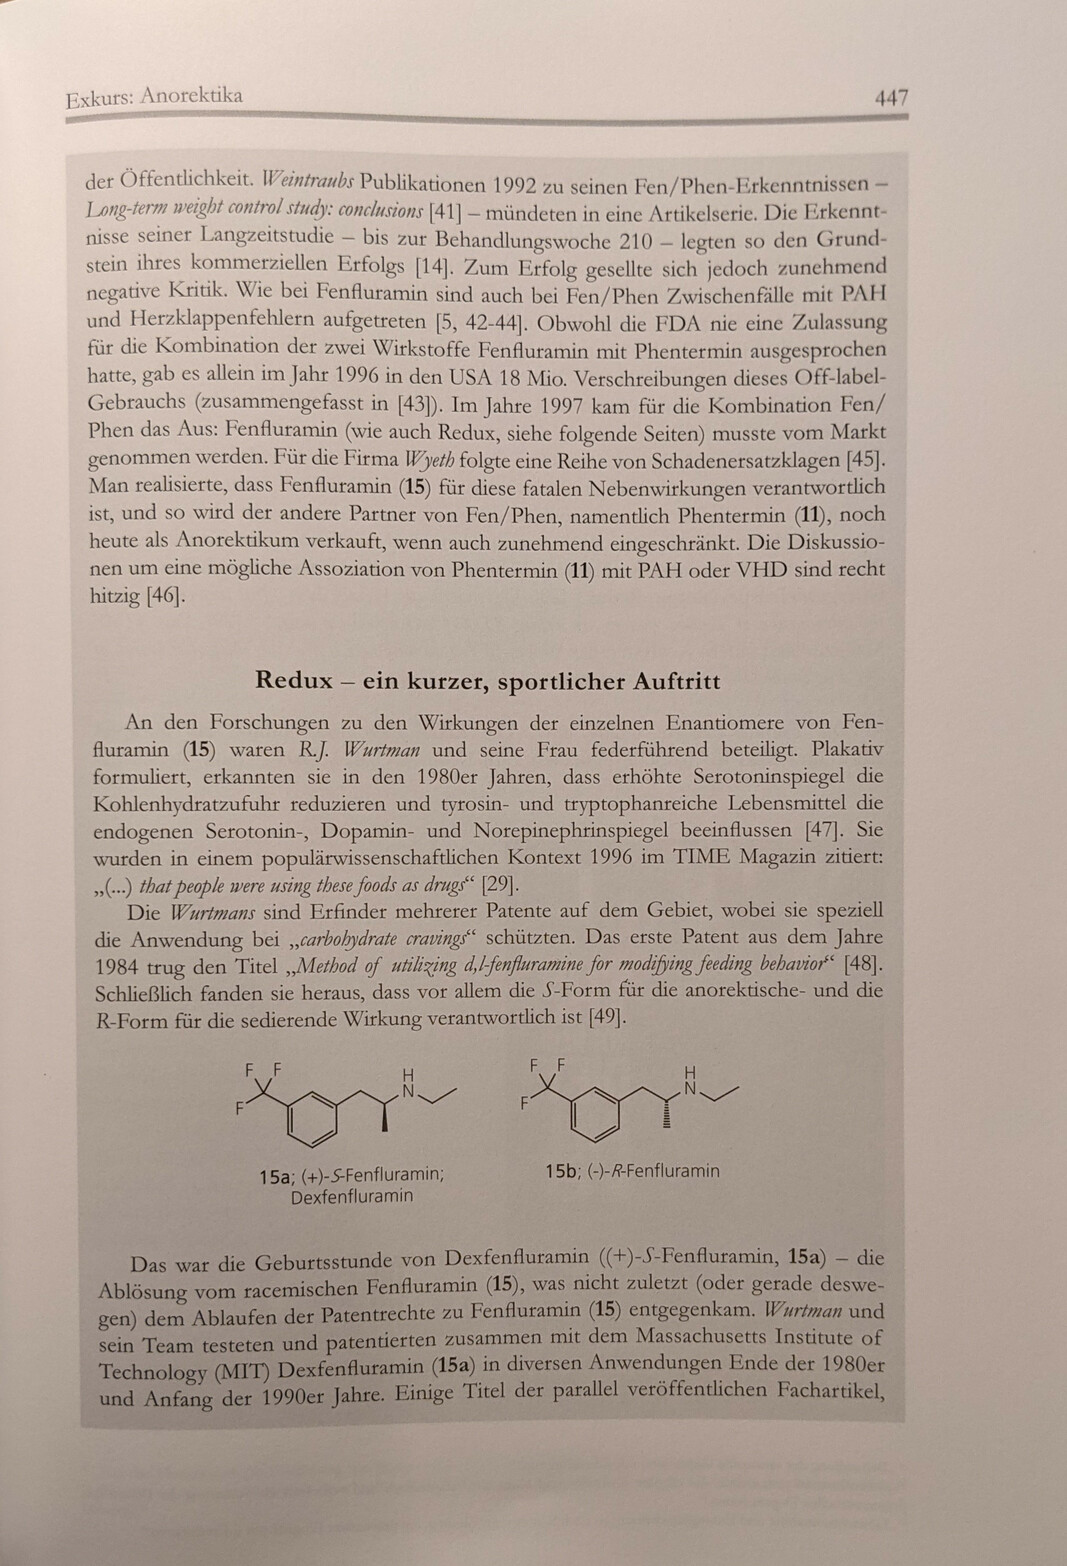 Exkurs: Anorektika 447
der Öffentlichkeit. Weintraubs Publikationen 1992 zu seinen Fen/Phen-Erkenntnissen –
Long-term weight control study: conclusions [41] – mündeten in eine Artikelserie. Die Erkennt-
nisse seiner Langzeitstudie – bis zur Behandlungswoche 210 – legten so den Grund-
stein ihres kommerziellen Erfolgs [14]. Zum Erfolg gesellte sich jedoch zunehmend
negative Kritik. Wie bei Fenfluramin sind auch bei Fen/Phen Zwischenfälle mit PAH
und Herzklappenfehlern aufgetreten [5, 42-44]. Obwohl die FDA nie eine Zulassung
für die Kombination der zwei Wirkstoffe Fenfluramin mit Phentermin ausgesprochen
hatte, gab es allein im Jahr 1996 in den USA 18 Mio. Verschreibungen dieses Off-label-
Gebrauchs (zusammengefasst in [43]). Im Jahre 1997 kam für die Kombination Fen/
Phen das Aus: Fenfluramin (wie auch Redux, siehe folgende Seiten) musste vom Markt
genommen werden. Für die Firma Wyeth folgte eine Reihe von Schadenersatzklagen [45].
Man realisierte, dass Fenfluramin (15) für diese fatalen Nebenwirkungen verantwortlich
ist, und so wird der andere Partner von Fen/Phen, namentlich Phentermin (11), noch
heute als Anorektikum verkauft, wenn auch zunehmend eingeschränkt. Die Diskussio-
nen um eine mögliche Assoziation von Phentermin (11) mit PAH oder VHD sind recht
hitzig [46].
Redux – ein kurzer, sportlicher Auftritt
An den Forschungen zu den Wirkungen der einzelnen Enantiomere von Fen-
fluramin (15) waren R.J. Wurtman und seine Frau federführend beteiligt. Plakativ
formuliert, erkannten sie in den 1980er Jahren, dass erhöhte Serotoninspiegel die
Kohlenhydratzufuhr reduzieren und tyrosin- und tryptophanreiche Lebensmittel die
endogenen Serotonin-, Dopamin- und Norepinephrinspiegel beeinflussen [47]. Sie
wurden in einem populärwissenschaftlichen Kontext 1996 im TIME Magazin zitiert:
„(...) that people were using these foods as drugs“ [29].
Die Wurtmans sind Erfinder mehrerer Patente auf dem Gebiet, wobei sie speziell
die Anwendung bei „carbohydrate cravings“ schützten. Das erste Patent aus dem Jahre
1984 trug den Titel „Method of utilizing d,l-fenfluramine for modifying feeding behavior“ [48].
Schließlich fanden sie heraus, dass vor allem die S-Form für die anorektische- und die
R-Form für die sedierende Wirkung verantwortlich ist [49].
F F F H N
F F F H N
15a; (+)-S-Fenfluramin;
Dexfenfluramin
15b; (-)-R-Fenfluramin
Das war die Geburtsstunde von Dexfenfluramin ((+)-S-Fenfluramin, 15a) – die
Ablösung vom racemischen Fenfluramin (15), was nicht zuletzt (oder gerade deswe-
gen) dem Ablaufen der Patentrechte zu Fenfluramin (15) entgegenkam. Wurtman und
sein Team testeten und patentierten zusammen mit dem Massachusetts Institute of
Technology (MIT) Dexfenfluramin (15a) in diversen Anwendungen Ende der 1980er
und Anfang der 1990er Jahre. Einige Titel der parallel veröffentlichen Fachartikel,